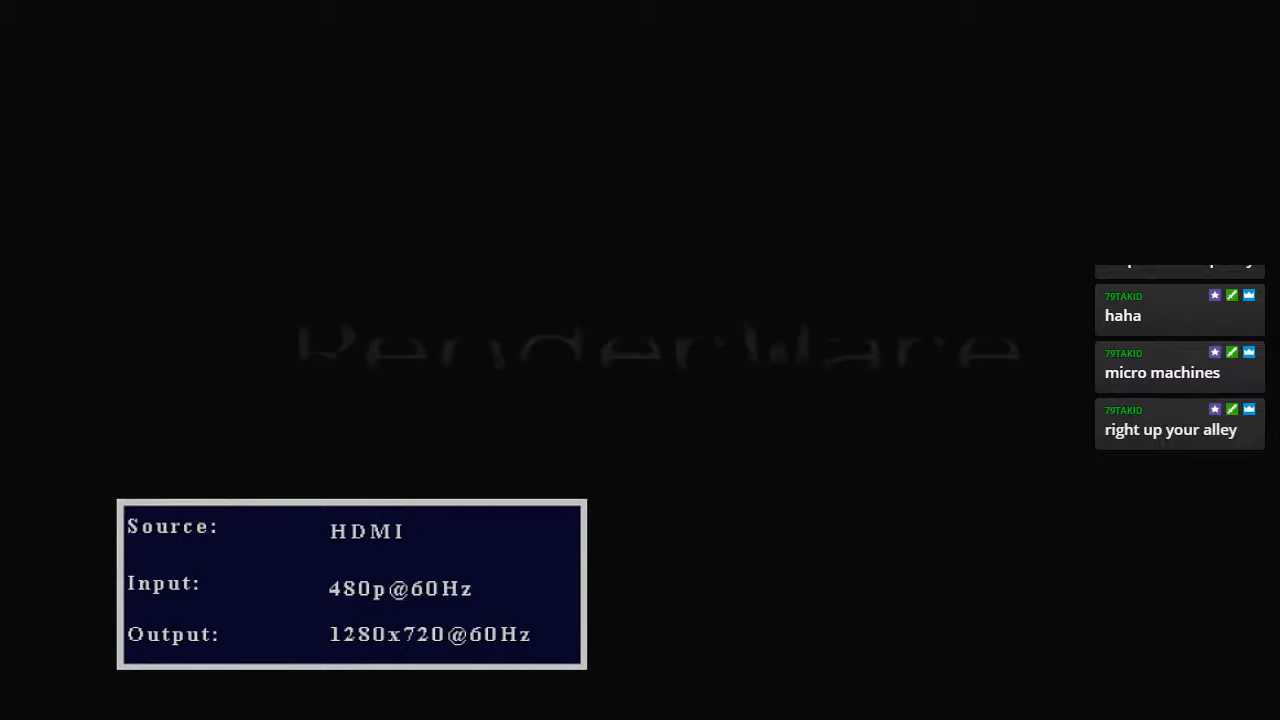 RenderWare
79TAKID
haha
79TAKID
micro machines
79TAKID
right up your alley
Source: HDMI
Input: 480p@60Hz
Output: 1280x720@60Hz